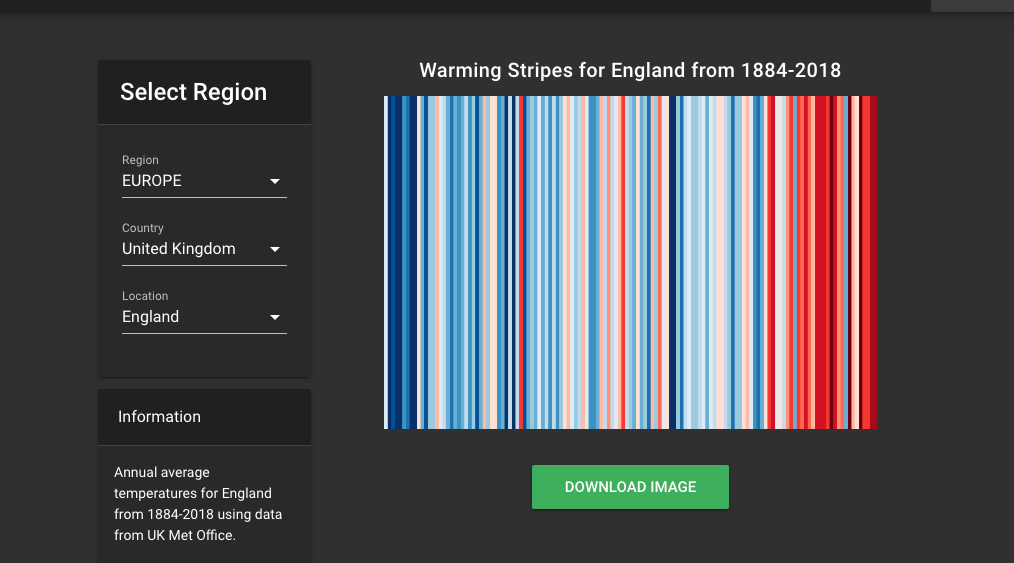 Select Region
Region
EUROPE
Country
United Kingdom
Location
England
Information
Annual average
temperatures for England
from 1884-2018 using data
from UK Met Office.
Warming Stripes for England from 1884-2018
DOWNLOAD IMAGE